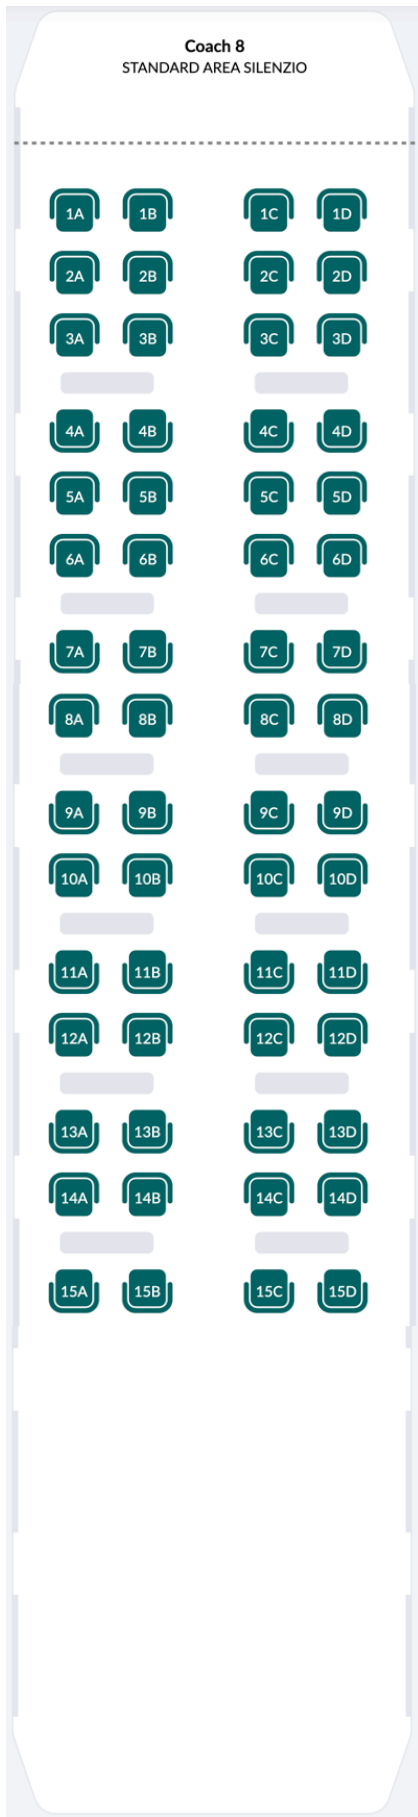 Coach 8
STANDARD AREA SILENZIO
1A 1B 1C 1D
2A 2B 2C 2D
3A 3B 3C 3D
4A 4B 4C 4D
5A 5B 5C 5D
6A 6B 6C 6D
7A 7B 7C 7D
8A 8B 8C 8D
9A 9B 9C 9D
10A 10B 10C 10D
11A 11B 11C 11D
12A 12B 12C 12D
13A 13B 13C 13D
14A 14B 14C 14D
15A 15B 15C 15D